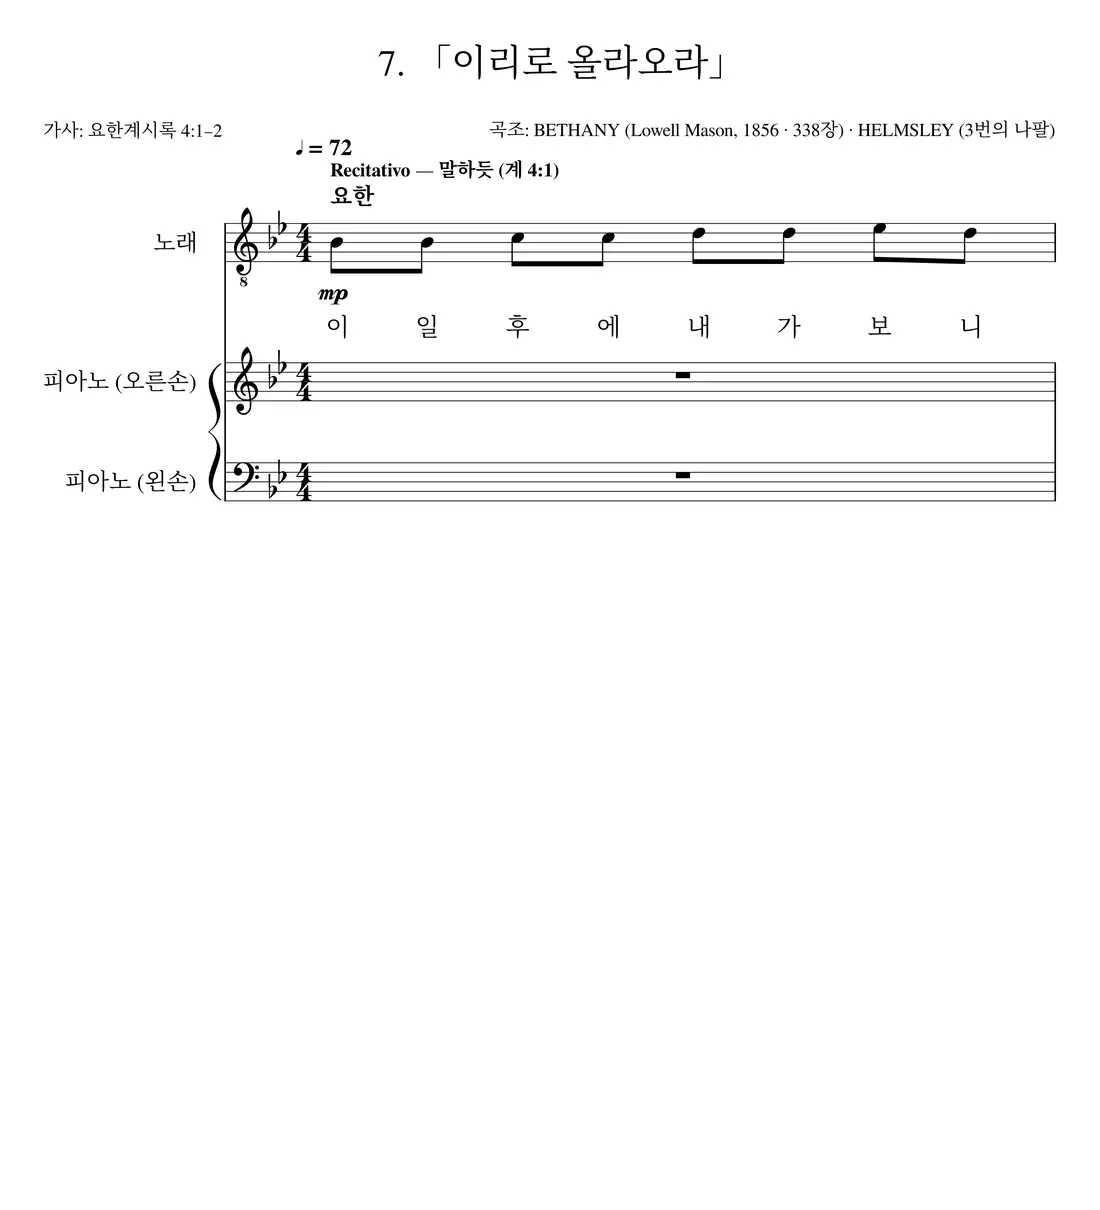 7. 「이리로 올라오라」
가사: 요한계시록 4:1–2
곡조: BETHANY (Lowell Mason, 1856 · 338장) · HELMSLEY (3번의 나팔)
♩ = 72
Recitativo — 말하듯 (계 4:1)
요한
노래
8
mp
이 일 후 에 내 가 보 니
피아노 (오른손)
피아노 (왼손)